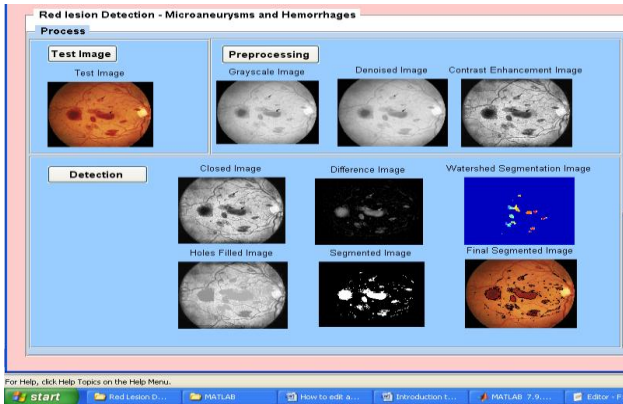 Red lesion Detection - Microaneurysms and Hemorrhages
Process
Test Image
Preprocessing
Test Image
Grayscale Image
Denoised Image
Contrast Enhancement Image
Detection
Closed Image
Difference Image
Watershed Segmentation Image
Holes Filled Image
Segmented Image
Final Segmented Image
For Help, click Help Topics on the Help Menu.
start
Red Lesion D...
MATLAB
How to edit a...
Introduction t...
MATLAB 7.9....
Editor - F